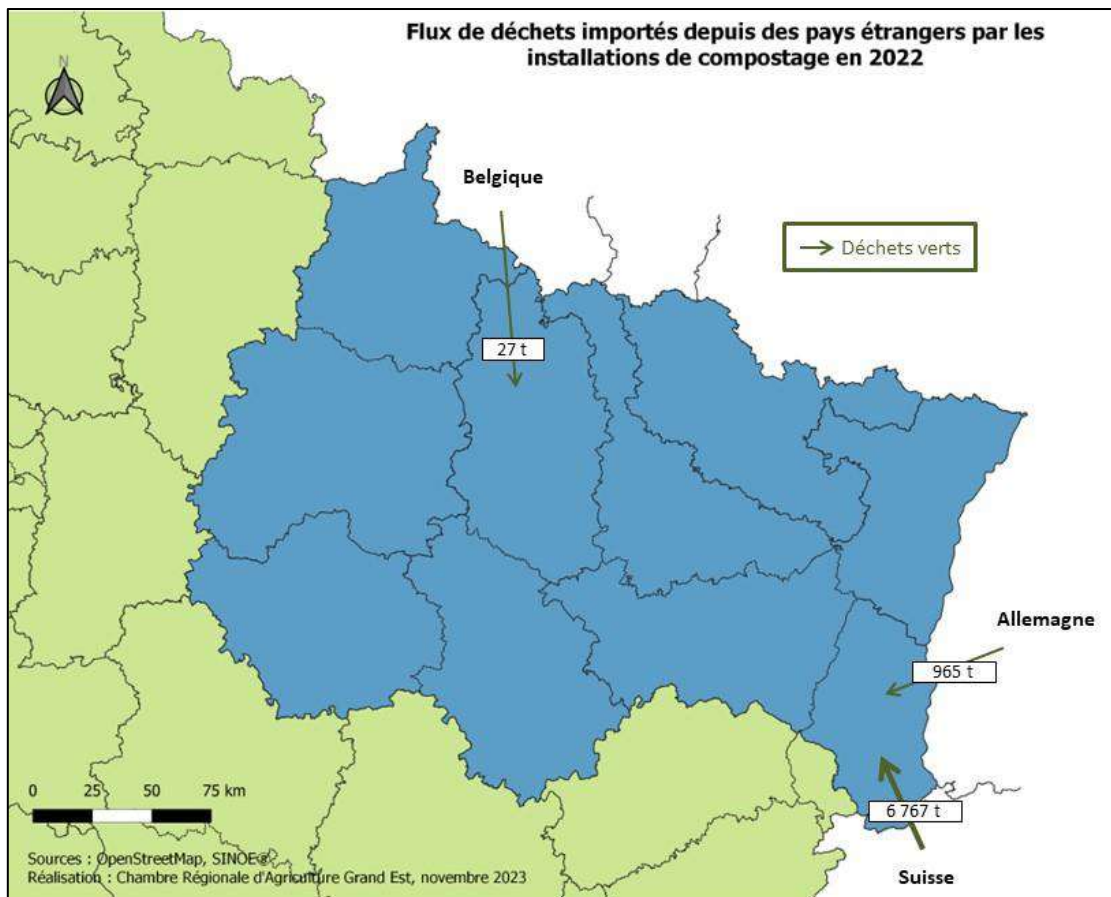 Flux de déchets importés depuis des pays étrangers par les
installations de compostage en 2022
N
Belgique
Déchets verts
27 t
Allemagne
965 t
0 25 50 75 km
6 767 t
Sources : OpenStreetMap, SINOE®
Réalisation : Chambre Régionale d'Agriculture Grand Est, novembre 2023
Suisse